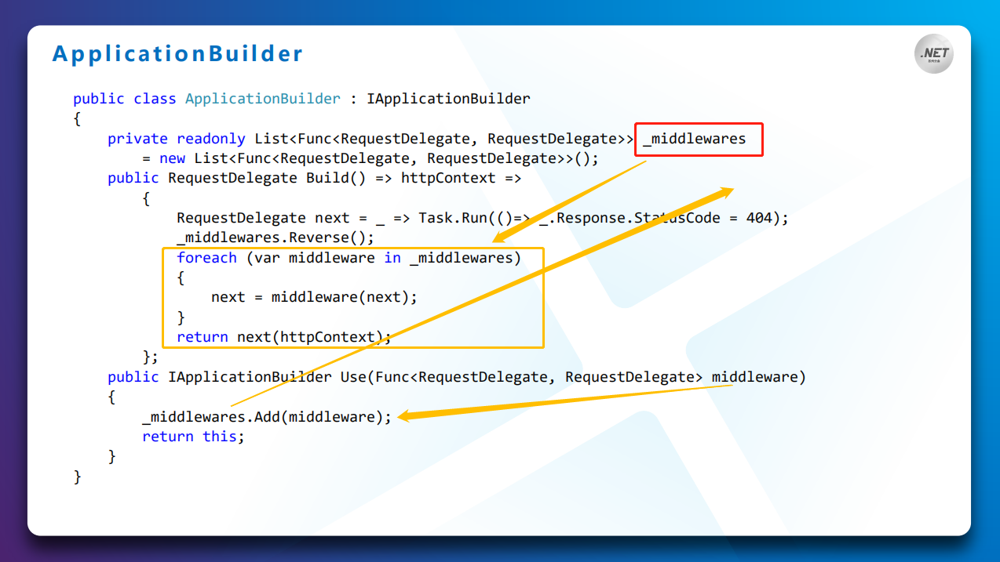 ApplicationBuilder
.NET
public class ApplicationBuilder : IApplicationBuilder
{
private readonly List<Func<RequestDelegate, RequestDelegate>> _middlewares
= new List<Func<RequestDelegate, RequestDelegate>>();
public RequestDelegate Build() => httpContext =>
{
RequestDelegate next = _ => Task.Run(()=> _.Response.StatusCode = 404);
_middlewares.Reverse();
foreach (var middleware in _middlewares)
{
next = middleware(next);
}
return next(httpContext);
};
public IApplicationBuilder Use(Func<RequestDelegate, RequestDelegate> middleware)
{
_middlewares.Add(middleware);
return this;
}
}